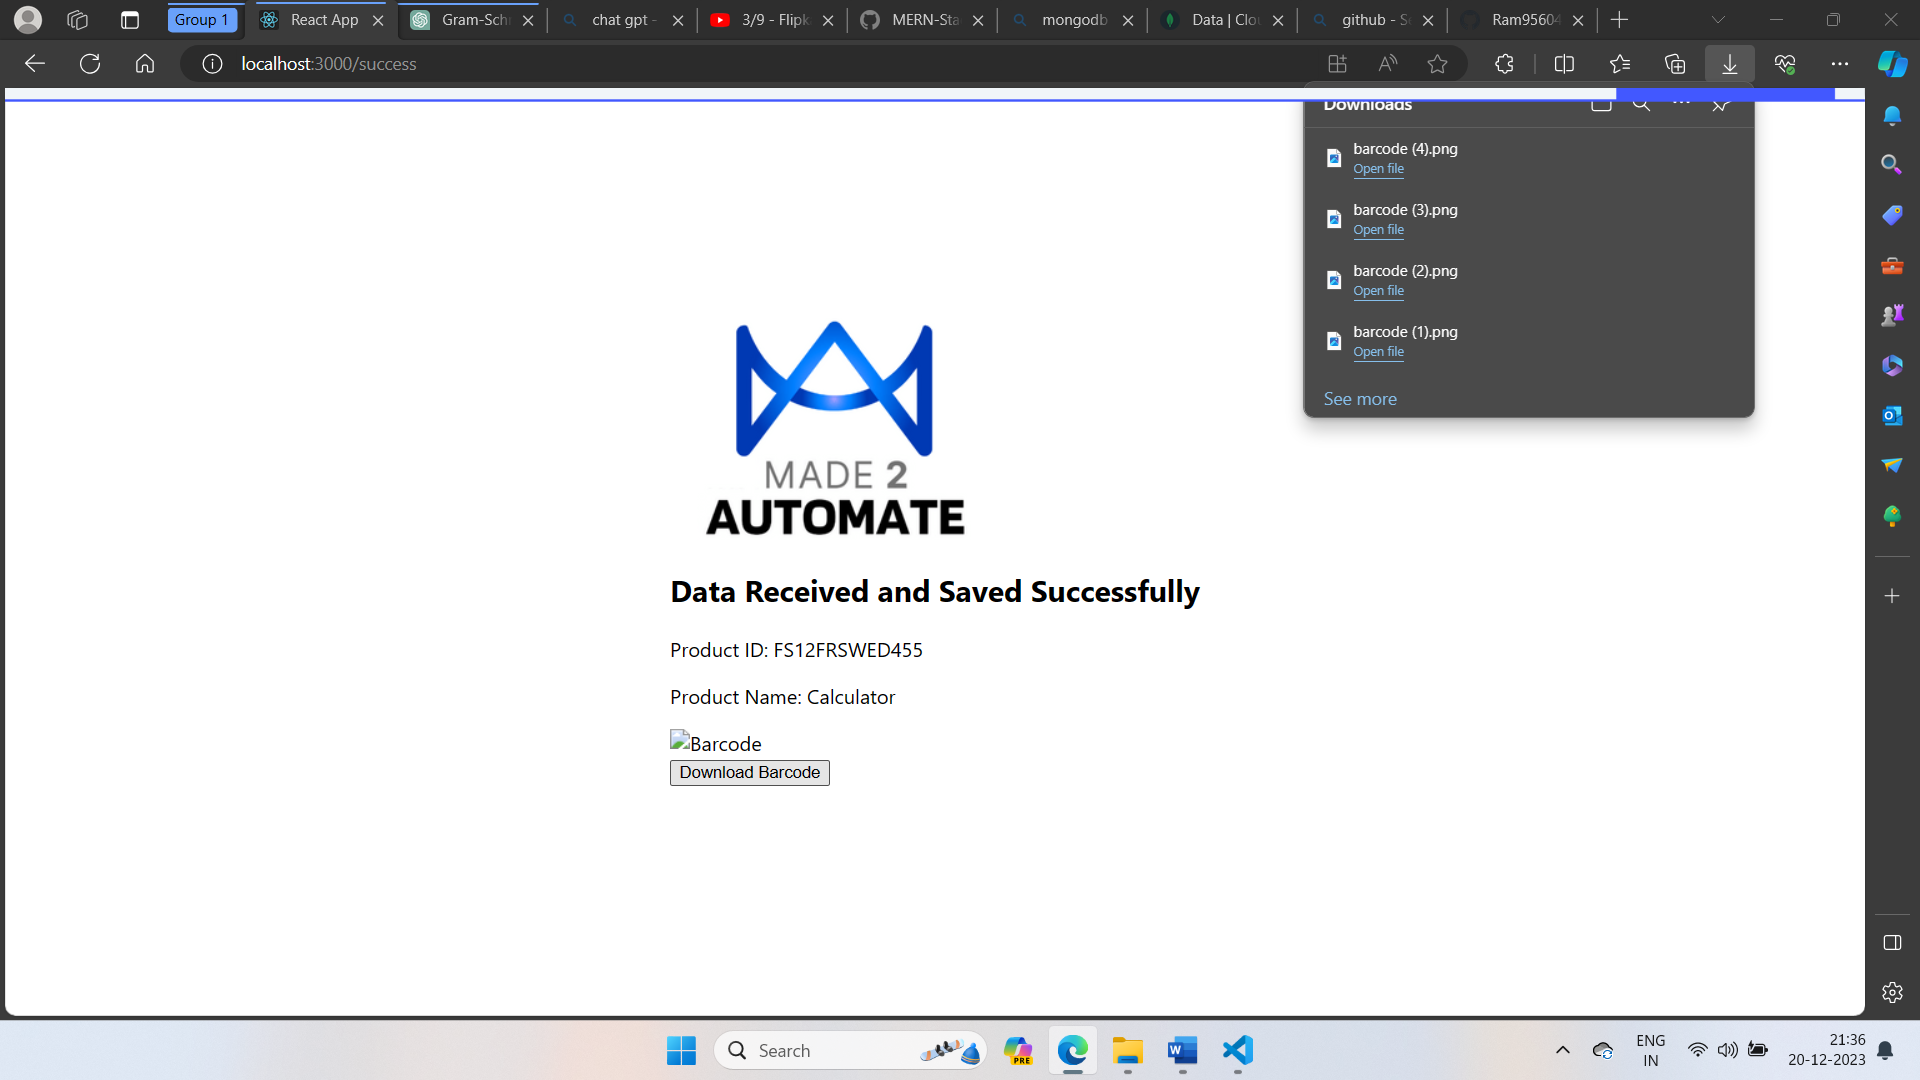 Group 1
React App
Gram-Sch
chat gpt -
3/9 - Flipk
MERN-Sta
mongodb
Data | Clou
github - Se
Ram95604
localhost:3000/success
Downloads
barcode (4).png
Open file
barcode (3).png
Open file
barcode (2).png
Open file
barcode (1).png
Open file
See more
MADE 2
AUTOMATE
Data Received and Saved Successfully
Product ID: FS12FRSWED455
Product Name: Calculator
Barcode
Download Barcode
Search
PRE
ENG
IN
21:36
20-12-2023